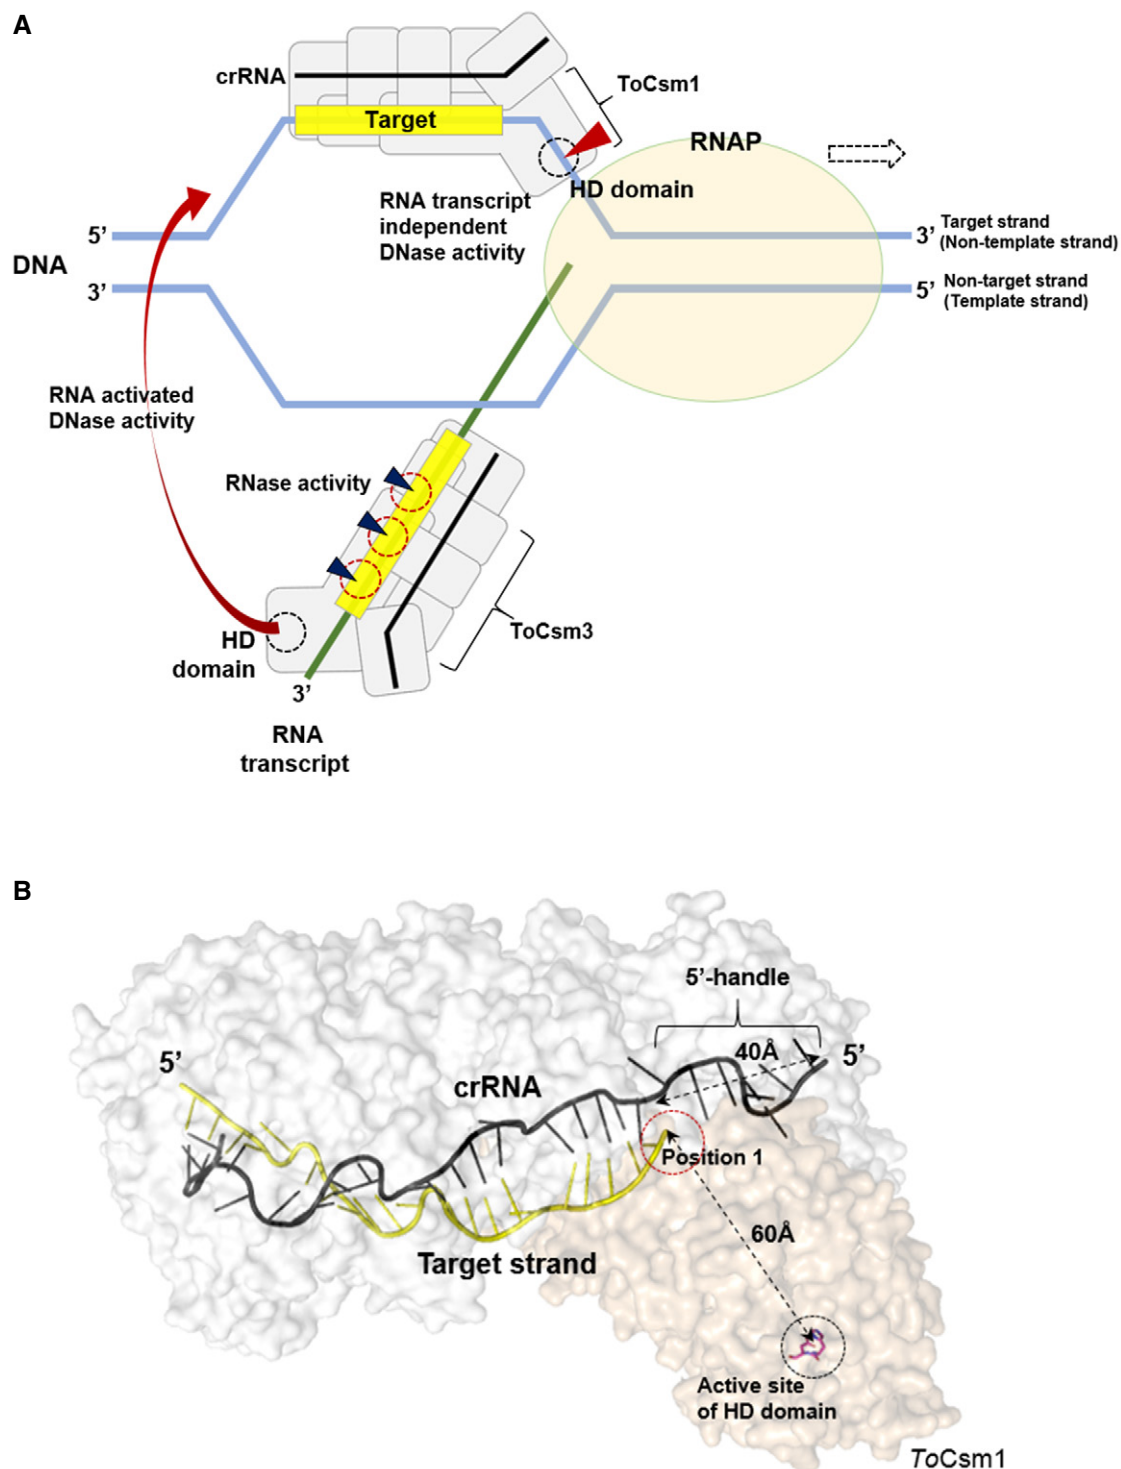 A
crRNA
ToCsm1
Target
RNAP
HD domain
RNA transcript
independent
DNase activity
5’
3’
Target strand
(Non-template strand)
DNA
3’
5’
Non-target strand
(Template strand)
RNA activated
DNase activity
RNase activity
ToCsm3
HD
domain
3’
RNA
transcript
B
5’-handle
40Å
5’
5’
crRNA
Position 1
60Å
Target strand
Active site
of HD domain
ToCsm1